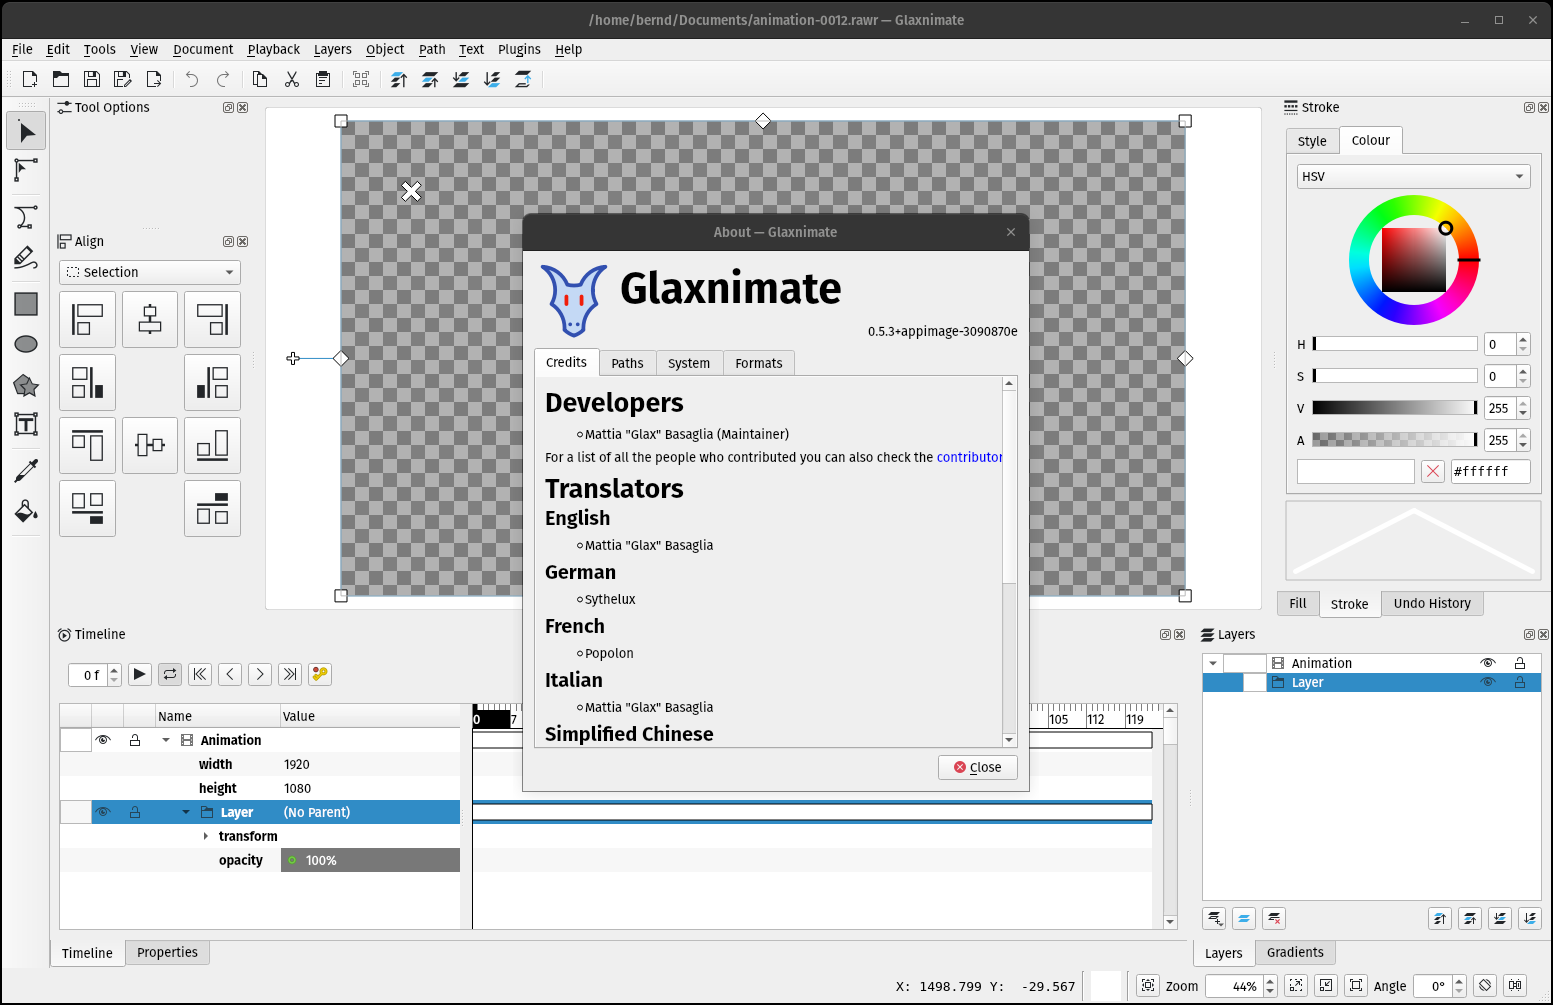 /home/bernd/Documents/animation-0012.rawr — Glaxnimate
File Edit Tools View Document Playback Layers Object Path Text Plugins Help
Tool Options
Align
Selection
About — Glaxnimate
Glaxnimate
0.5.3+appimage-3090870e
Credits Paths System Formats
Developers
Mattia "Glax" Basaglia (Maintainer)
For a list of all the people who contributed you can also check the contributor
Translators
English
Mattia "Glax" Basaglia
German
Sythelux
French
Popolon
Italian
Mattia "Glax" Basaglia
Simplified Chinese
Close
Stroke
Style Colour
HSV
H 0
S 0
V 255
A 255
#ffffff
Fill Stroke Undo History
Timeline
0 f
Name Value
0 7 105 112 119
Animation
width 1920
height 1080
Layer (No Parent)
transform
opacity 100%
Timeline Properties
Layers
Animation
Layer
Layers Gradients
X: 1498.799 Y: -29.567 Zoom 44% Angle 0°